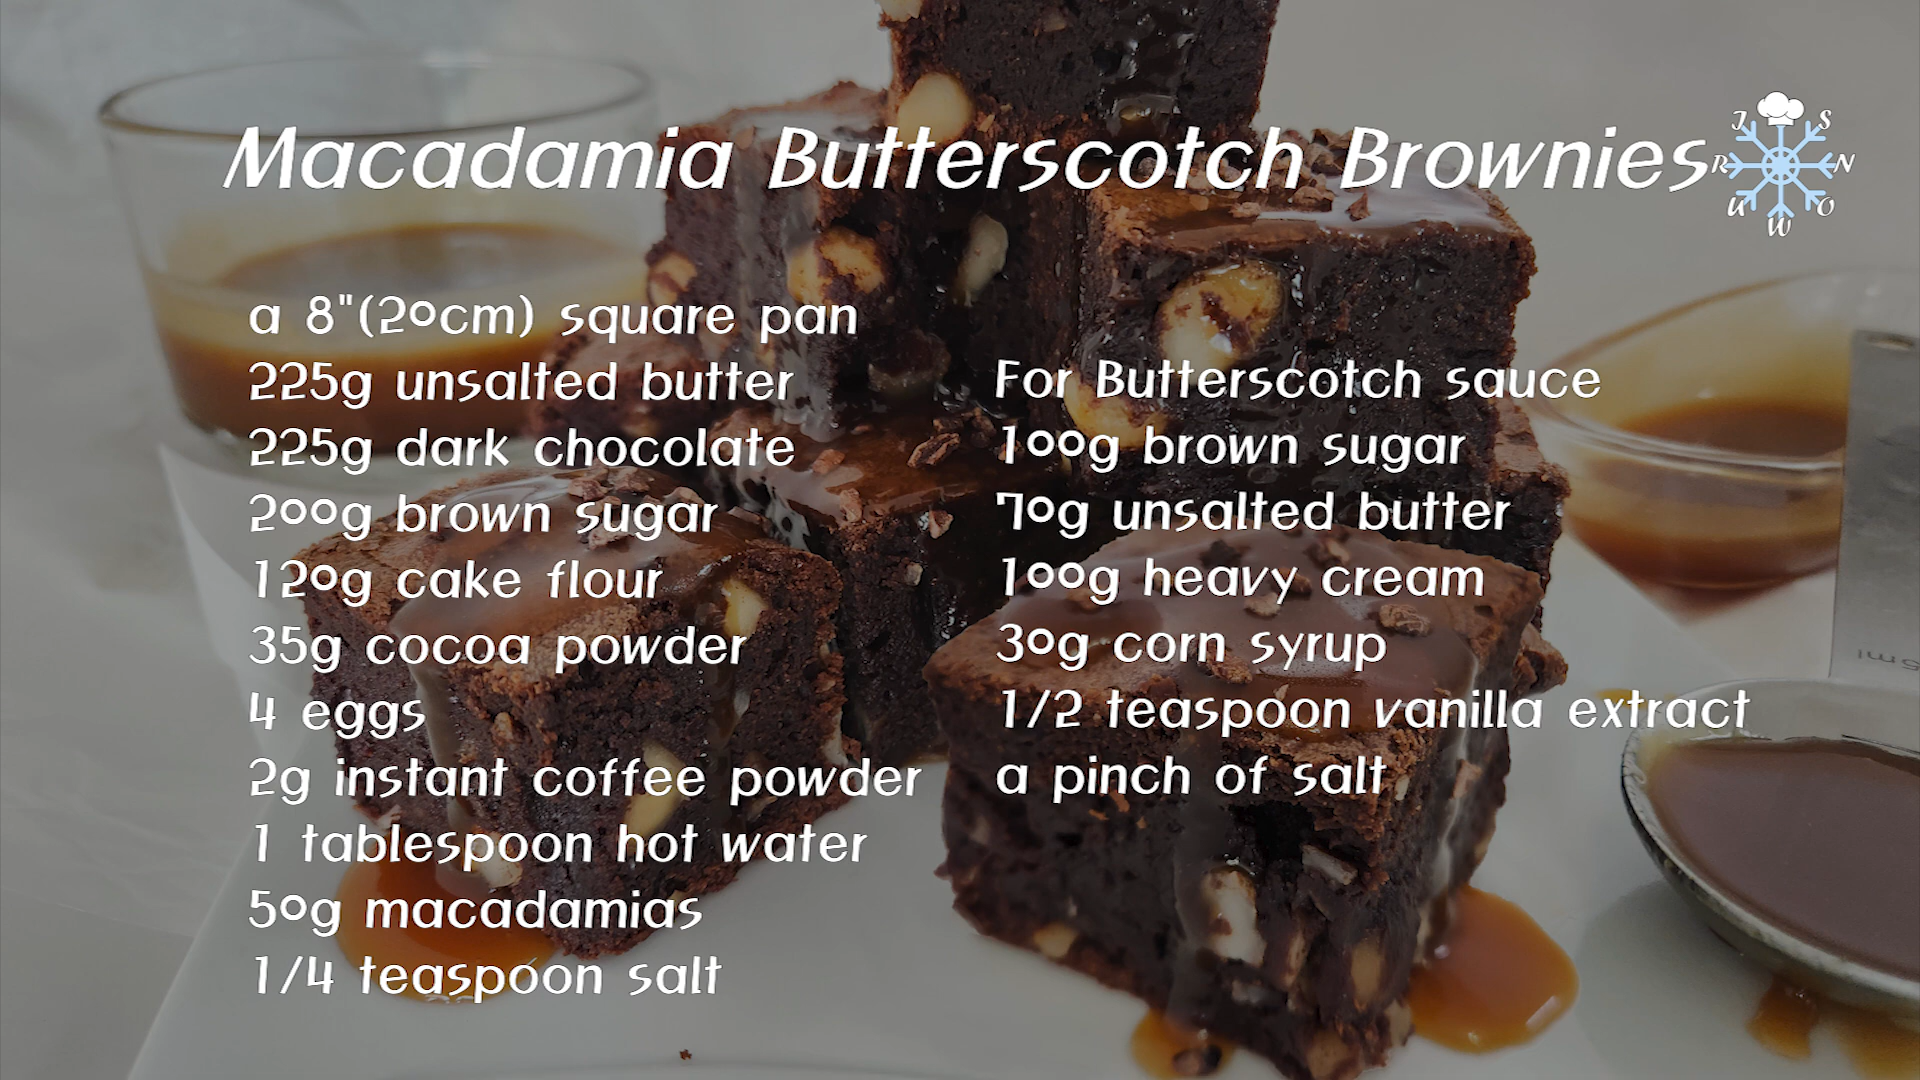 Macadamia Butterscotch Brownies
a 8"(20cm) square pan
225g unsalted butter
225g dark chocolate
200g brown sugar
120g cake flour
35g cocoa powder
4 eggs
2g instant coffee powder
1 tablespoon hot water
50g macadamias
1/4 teaspoon salt
For Butterscotch sauce
100g brown sugar
70g unsalted butter
100g heavy cream
30g corn syrup
1/2 teaspoon vanilla extract
a pinch of salt
J S
R N
U O
W